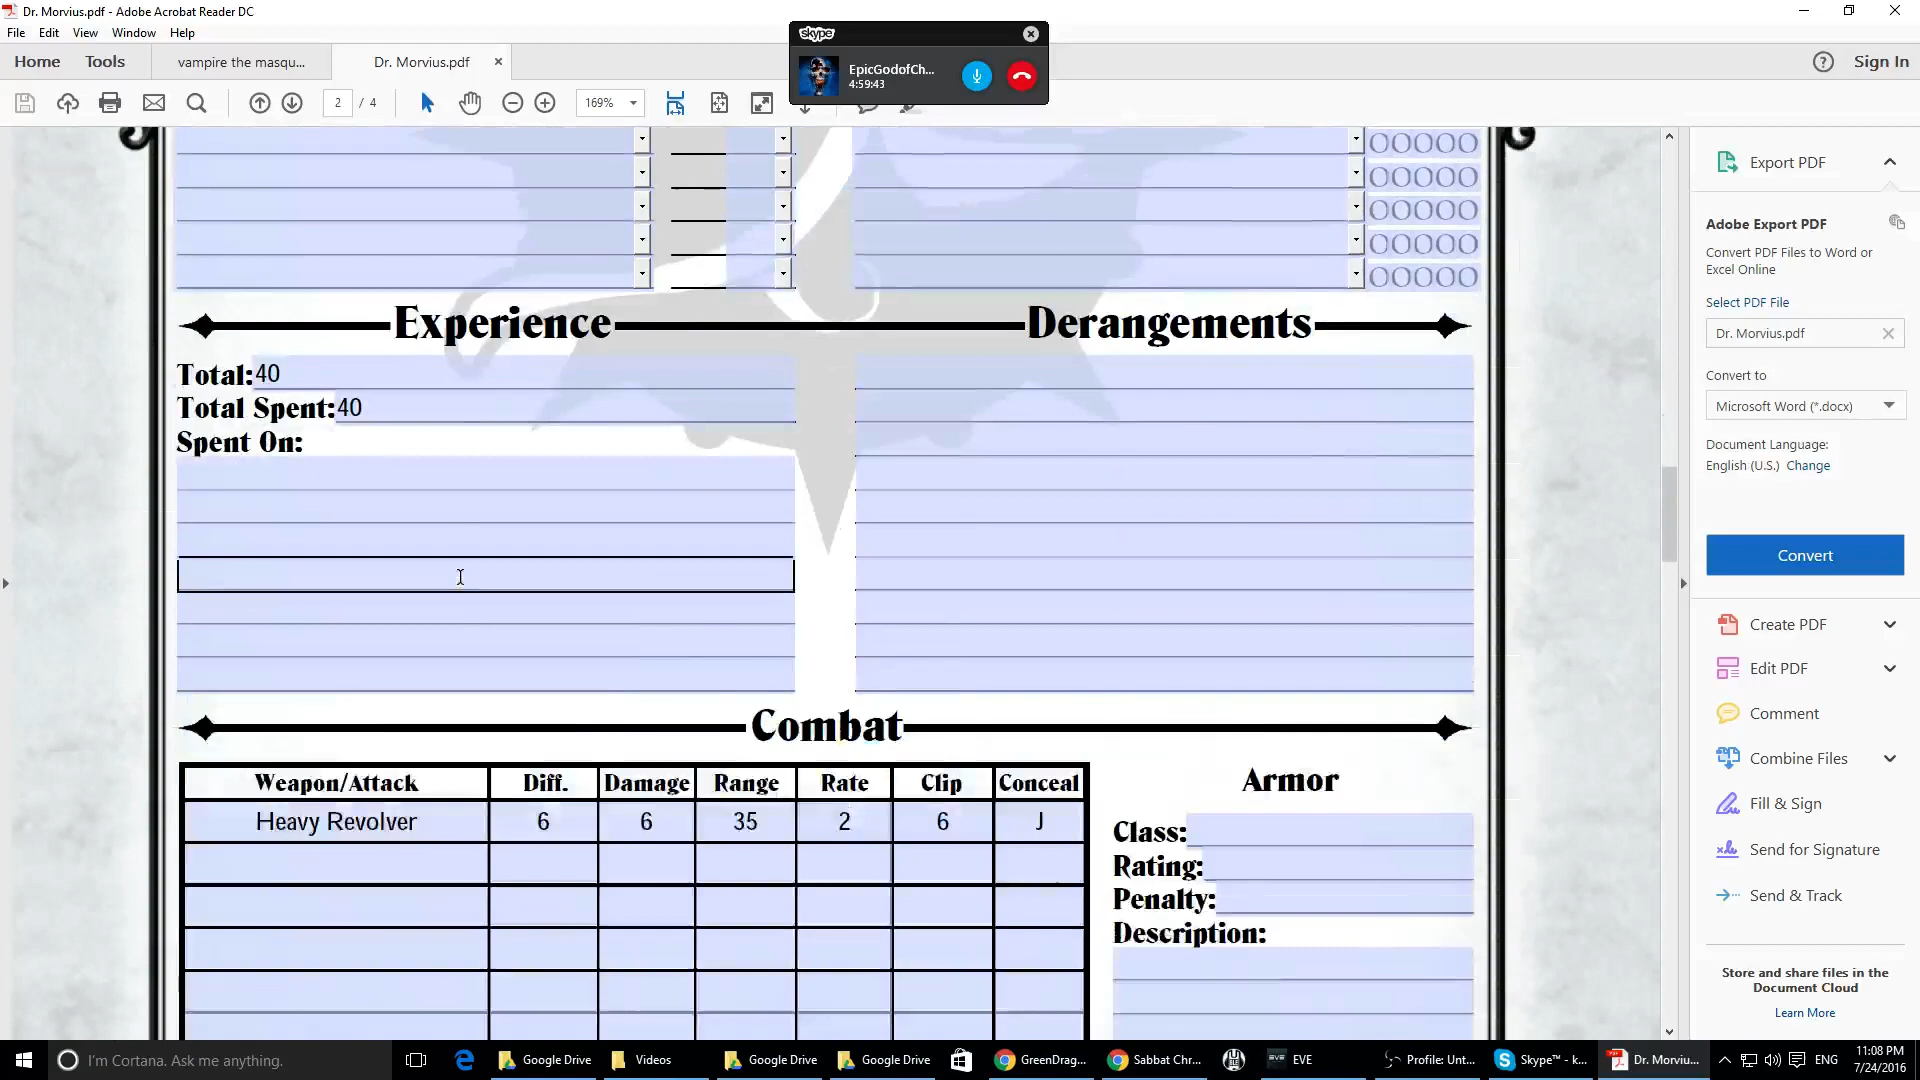 Dr. Morvius.pdf - Adobe Acrobat Reader DC
File Edit View Window Help
skype
EpicGodofCh...
4:59:43
Home Tools vampire the masqu... Dr. Morvius.pdf Sign In
2 / 4 169%
Experience
Total: 40
Total Spent: 40
Spent On:
Derangements
Combat
Weapon/Attack Diff. Damage Range Rate Clip Conceal
Heavy Revolver 6 6 35 2 6 J
Armor
Class:
Rating:
Penalty:
Description:
Export PDF
Adobe Export PDF
Convert PDF Files to Word or
Excel Online
Select PDF File
Dr. Morvius.pdf
Convert to
Microsoft Word (*.docx)
Document Language:
English (U.S.) Change
Convert
Create PDF
Edit PDF
Comment
Combine Files
Fill & Sign
Send for Signature
Send & Track
Store and share files in the
Document Cloud
Learn More
I'm Cortana. Ask me anything.
Google Drive
Videos
Google Drive
Google Drive
GreenDrag...
Sabbat Chr...
EVE
Profile: Unt...
Skype™ - k...
Dr. Morviu...
ENG
11:08 PM
7/24/2016